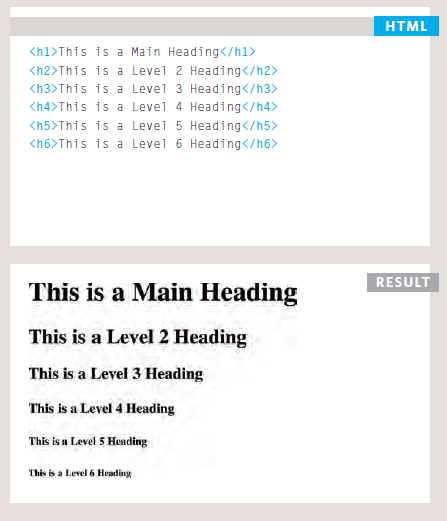 HTML
<h1>This is a Main Heading</h1>
<h2>This is a Level 2 Heading</h2>
<h3>This is a Level 3 Heading</h3>
<h4>This is a Level 4 Heading</h4>
<h5>This is a Level 5 Heading</h5>
<h6>This is a Level 6 Heading</h6>
RESULT
This is a Main Heading
This is a Level 2 Heading
This is a Level 3 Heading
This is a Level 4 Heading
This is a Level 5 Heading
This is a Level 6 Heading